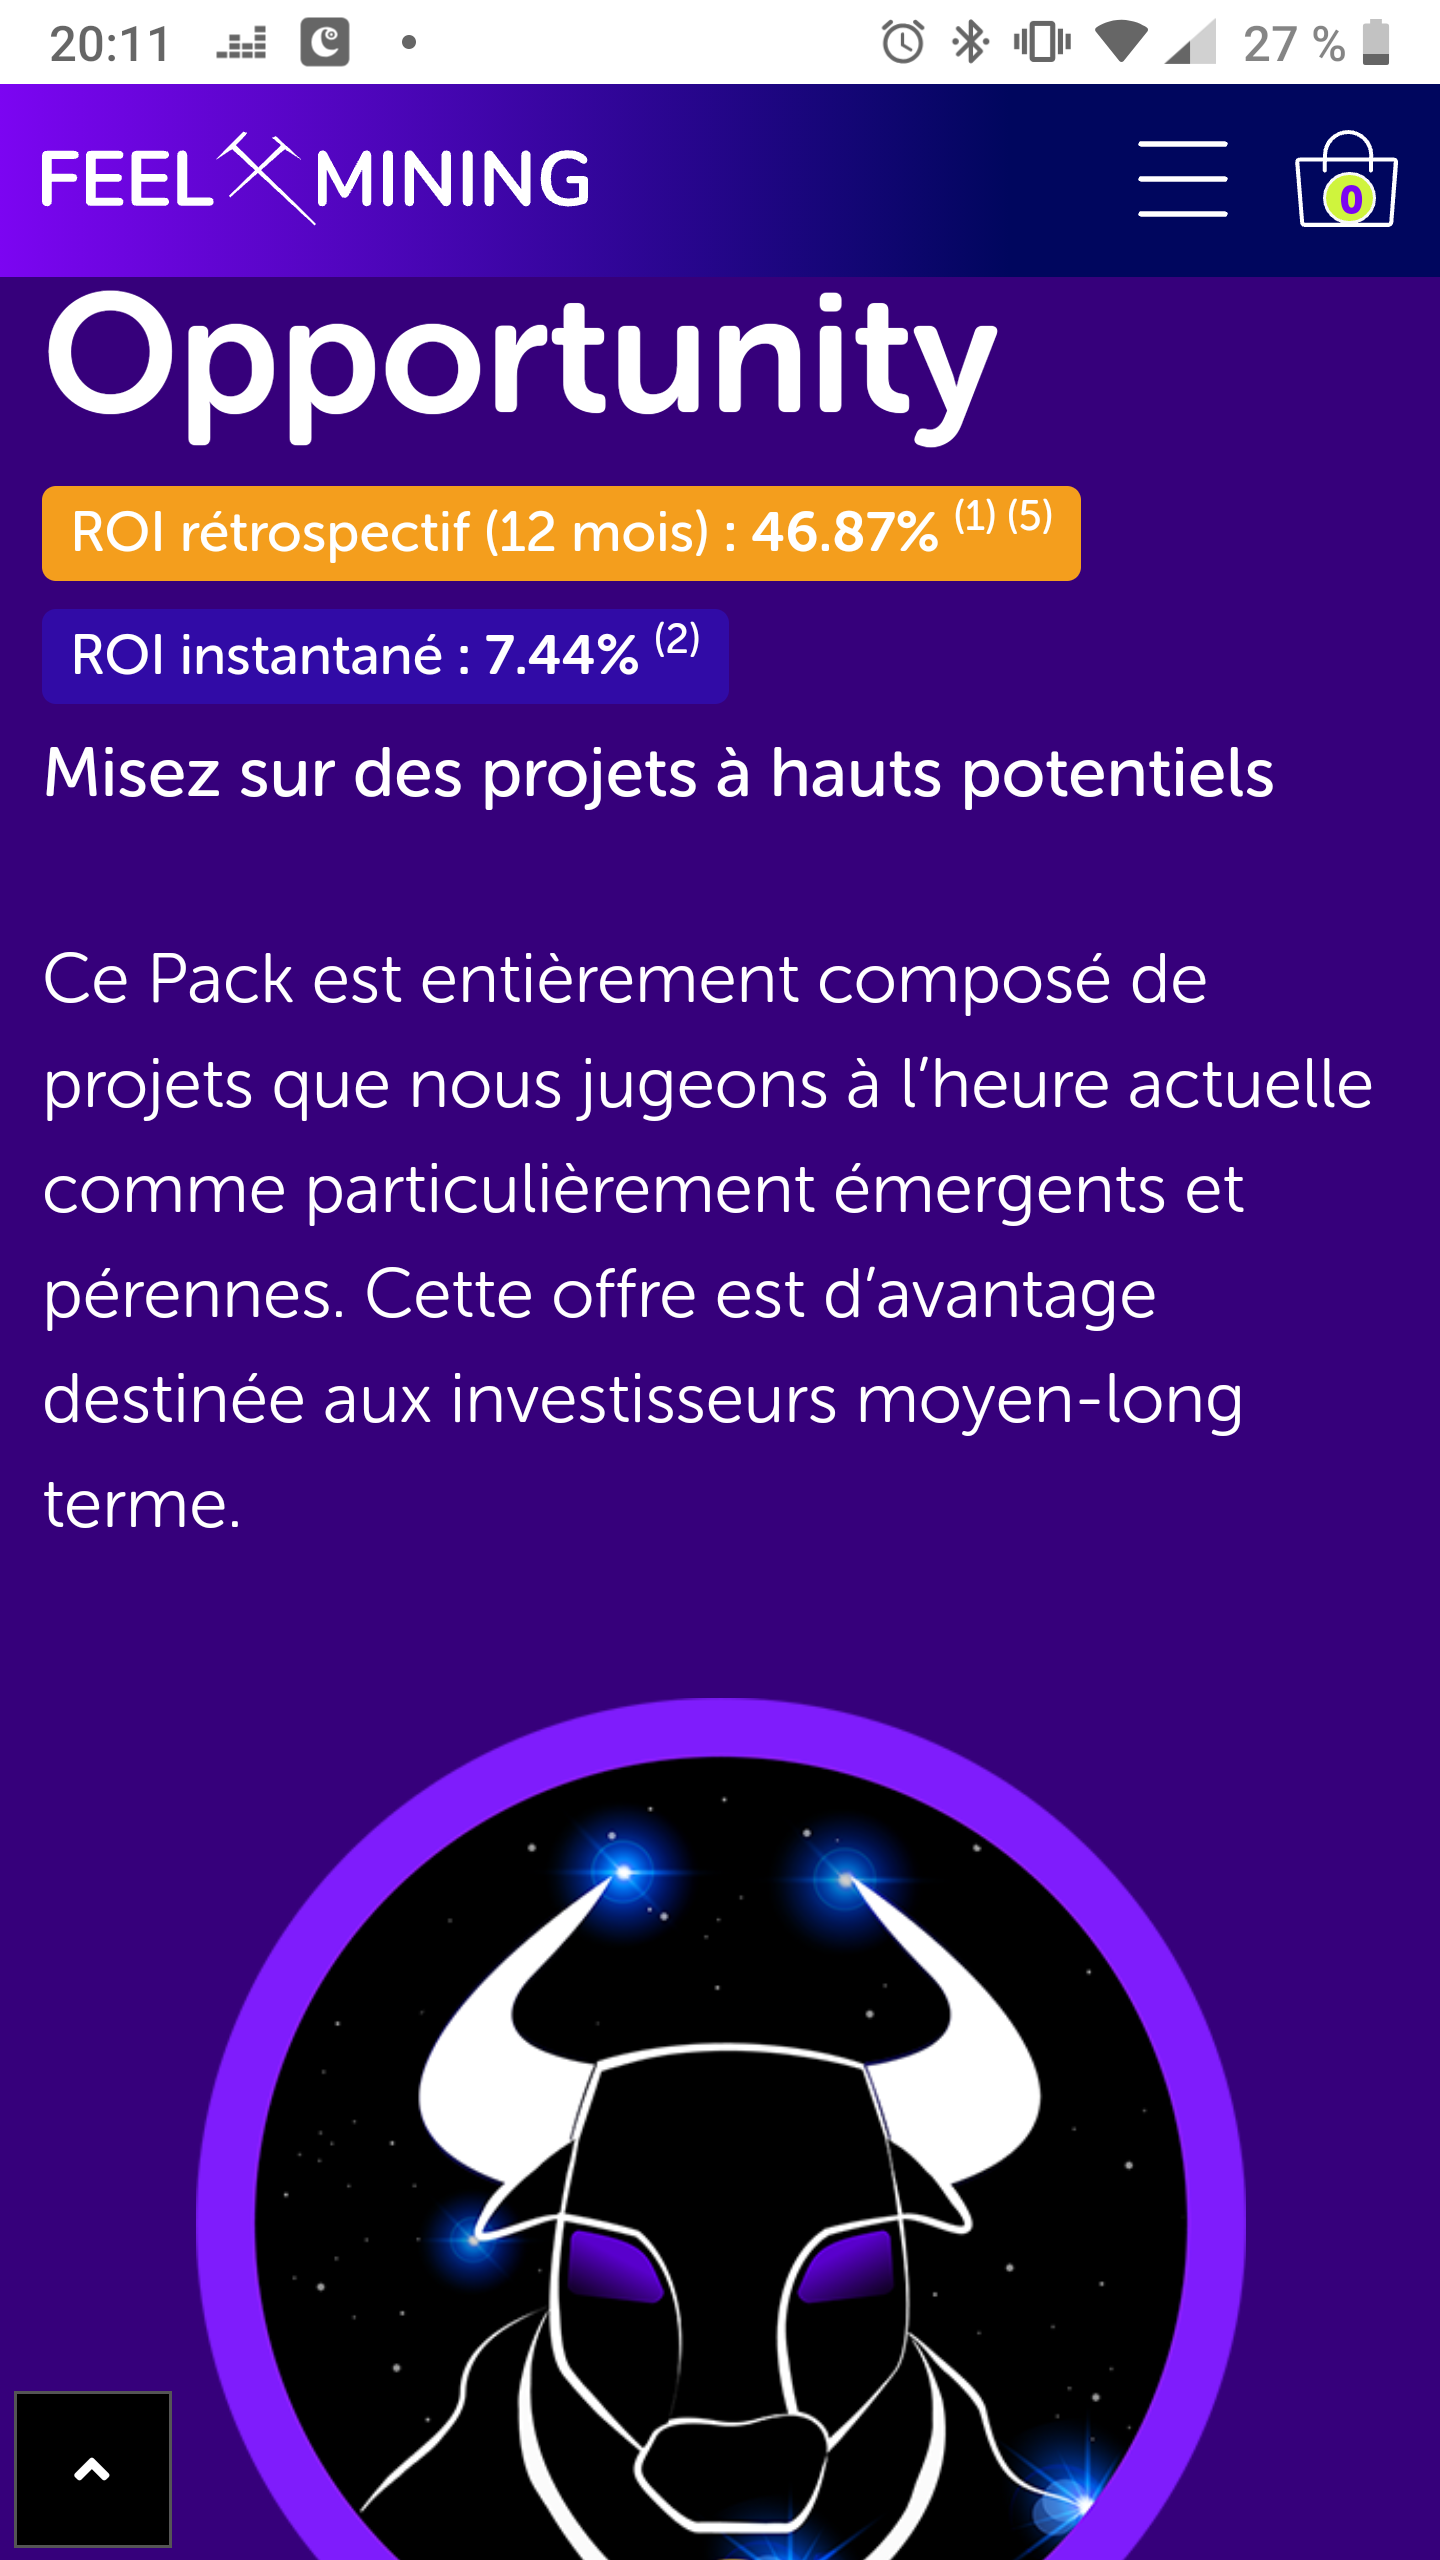 20:11
27 %
FEEL MINING
0
Opportunity
ROI rétrospectif (12 mois) : 46.87% (1) (5)
ROI instantané : 7.44% (2)
Misez sur des projets à hauts potentiels
Ce Pack est entièrement composé de
projets que nous jugeons à l’heure actuelle
comme particulièrement émergents et
pérennes. Cette offre est d’avantage
destinée aux investisseurs moyen-long
terme.